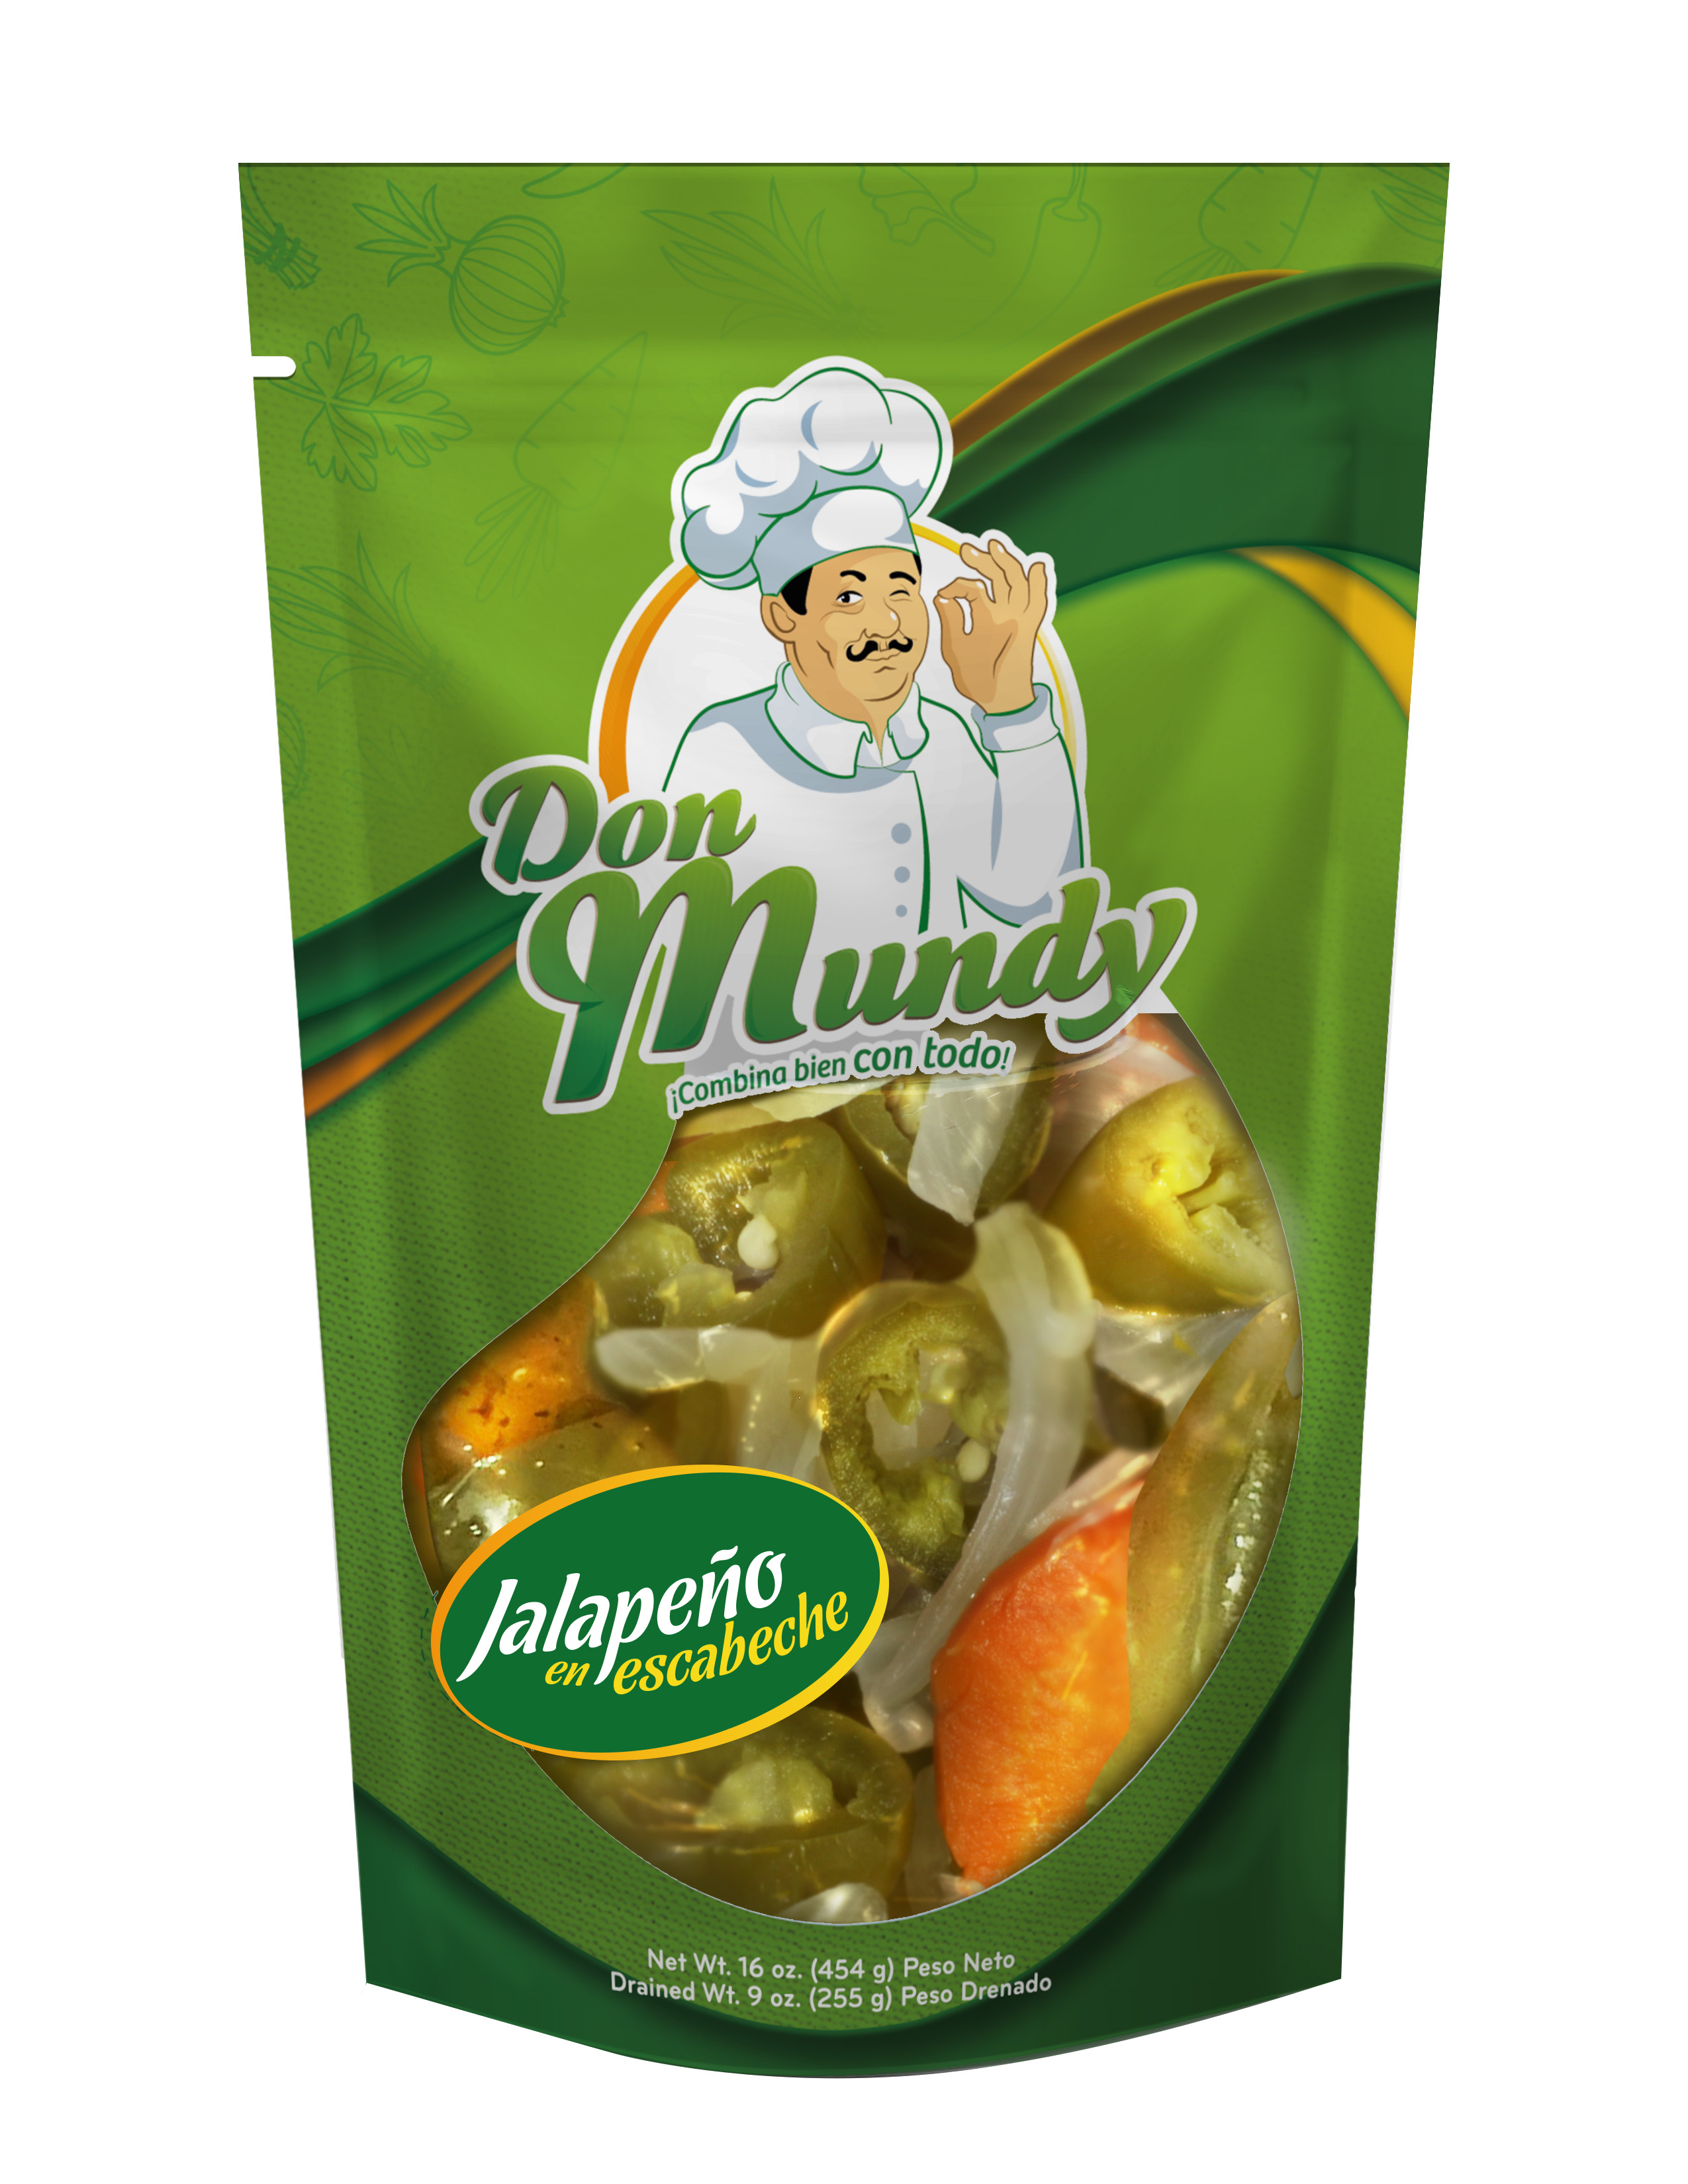 Don
Mundy
¡Combina bien con todo!
Jalapeño
en escabeche
Net Wt. 16 oz. (454 g) Peso Neto
Drained Wt. 9 oz. (255 g) Peso Drenado